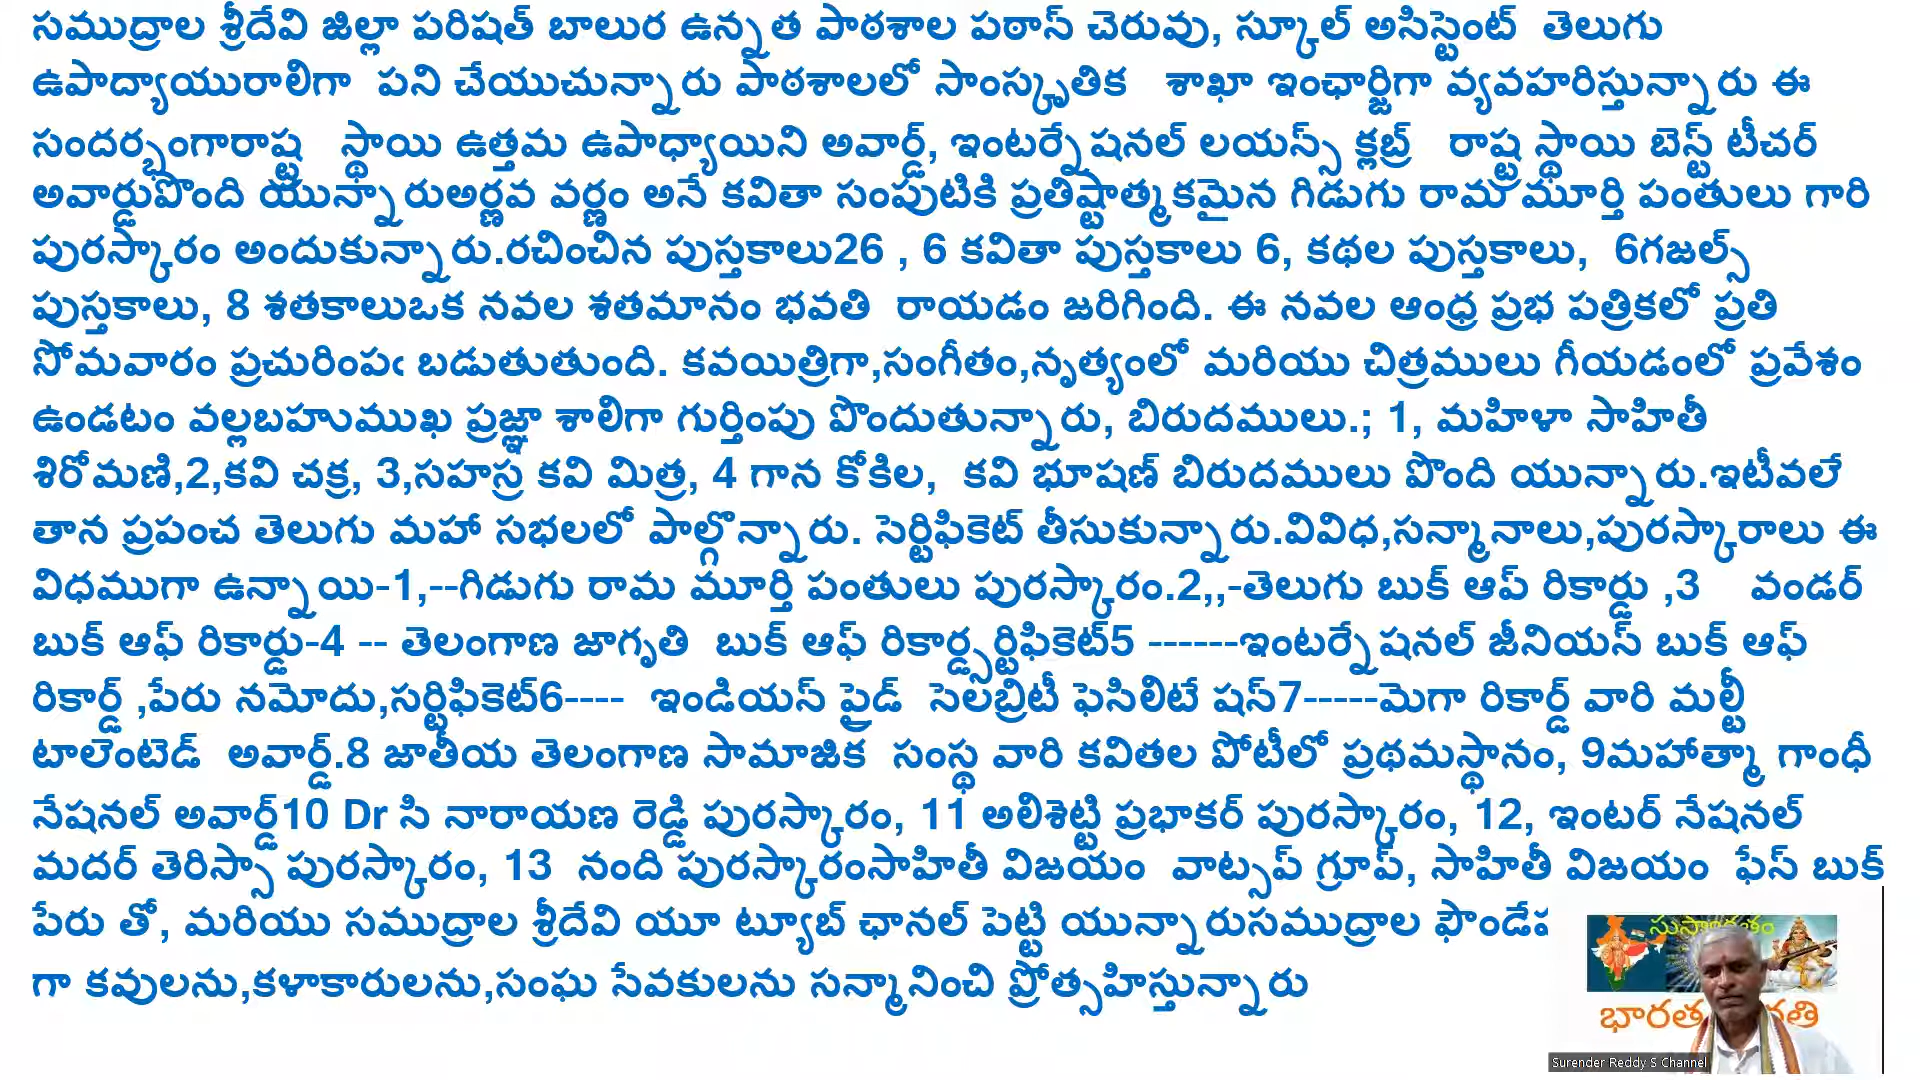 సముద్రాల శ్రీదేవి జిల్లా పరిషత్ బాలుర ఉన్నత పాఠశాల పఠాన్ చెరువు, స్కూల్ అసిస్టెంట్ తెలుగు
ఉపాద్యాయురాలిగా పని చేయుచున్నారు పాఠశాలలో సాంస్కృతిక శాఖా ఇంఛార్జిగా వ్యవహరిస్తున్నారు ఈ
సందర్భంగారాష్ట్ర స్థాయి ఉత్తమ ఉపాధ్యాయిని అవార్డ్, ఇంటర్నేషనల్ లయన్స్ క్లబ్ర్ రాష్ట్ర స్థాయి బెస్ట్ టీచర్
అవార్డుపొంది యున్నారుఅర్ణవ వర్ణం అనే కవితా సంపుటికి ప్రతిష్టాత్మకమైన గిడుగు రామ మూర్తి పంతులు గారి
పురస్కారం అందుకున్నారు.రచించిన పుస్తకాలు26 , 6 కవితా పుస్తకాలు 6, కథల పుస్తకాలు, 6గజల్స్
పుస్తకాలు, 8 శతకాలుఒక నవల శతమానం భవతి రాయడం జరిగింది. ఈ నవల ఆంధ్ర ప్రభ పత్రికలో ప్రతి
సోమవారం ప్రచురింపఁ బడుతుతుంది. కవయిత్రిగా,సంగీతం,నృత్యంలో మరియు చిత్రములు గీయడంలో ప్రవేశం
ఉండటం వల్లబహుముఖ ప్రజ్ఞా శాలిగా గుర్తింపు పొందుతున్నారు, బిరుదములు.; 1, మహిళా సాహితీ
శిరోమణి,2,కవి చక్ర, 3,సహస్ర కవి మిత్ర, 4 గాన కోకిల, కవి భూషణ్ బిరుదములు పొంది యున్నారు.ఇటీవలే
తాన ప్రపంచ తెలుగు మహా సభలలో పాల్గొన్నారు. సెర్టిఫికెట్ తీసుకున్నారు.వివిధ,సన్మానాలు,పురస్కారాలు ఈ
విధముగా ఉన్నాయి-1,--గిడుగు రామ మూర్తి పంతులు పురస్కారం.2,,-తెలుగు బుక్ ఆప్ రికార్డు ,3 వండర్
బుక్ ఆఫ్ రికార్డు-4 -- తెలంగాణ జాగృతి బుక్ ఆఫ్ రికార్డ్సర్టిఫికెట్5 ------ఇంటర్నేషనల్ జీనియస్ బుక్ ఆఫ్
రికార్డ్ ,పేరు నమోదు,సర్టిఫికెట్6---- ఇండియన్ ప్రైడ్ సెలబ్రిటీ ఫెసిలిటే షన్7-----మెగా రికార్డ్ వారి మల్టీ
టాలెంటెడ్ అవార్డ్.8 జాతీయ తెలంగాణ సామాజిక సంస్థ వారి కవితల పోటీలో ప్రథమస్థానం, 9మహాత్మా గాంధీ
నేషనల్ అవార్డ్10 Dr సి నారాయణ రెడ్డి పురస్కారం, 11 అలిశెట్టి ప్రభాకర్ పురస్కారం, 12, ఇంటర్ నేషనల్
మదర్ తెరిస్సా పురస్కారం, 13 నంది పురస్కారంసాహితీ విజయం వాట్సప్ గ్రూప్, సాహితీ విజయం ఫేస్ బుక్
పేరు తో, మరియు సముద్రాల శ్రీదేవి యూ ట్యూబ్ ఛానల్ పెట్టి యున్నారుసముద్రాల
గా కవులను,కళాకారులను,సంఘ సేవకులను సన్మానించి ప్రోత్సహిస్తున్నారు
Surender Reddy S Channel